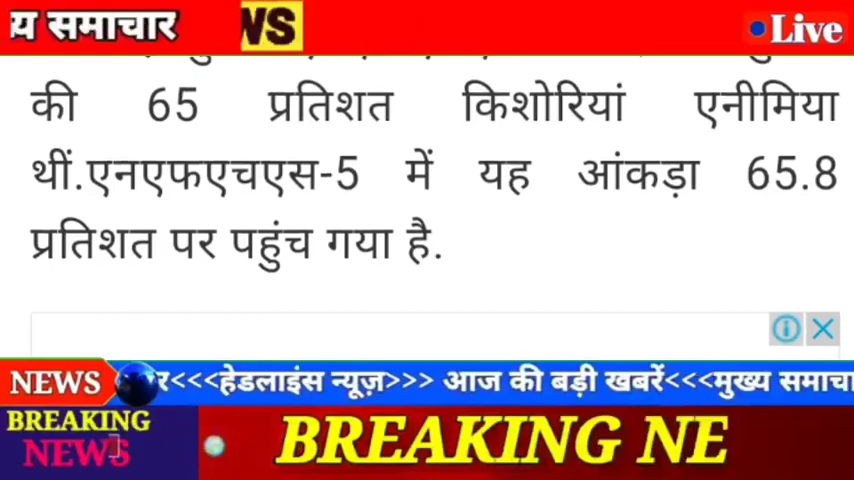 समाचार
Live
की 65 प्रतिशत किशोरियां एनीमिया
थीं.एनएफएचएस-5 में यह आंकड़ा 65.8
प्रतिशत पर पहुंच गया है.
NEWS
<<<हेडलाइंस न्यूज़>>> आज की बड़ी खबरें<<<मुख्य समाचा
BREAKING
NEWS
BREAKING NE